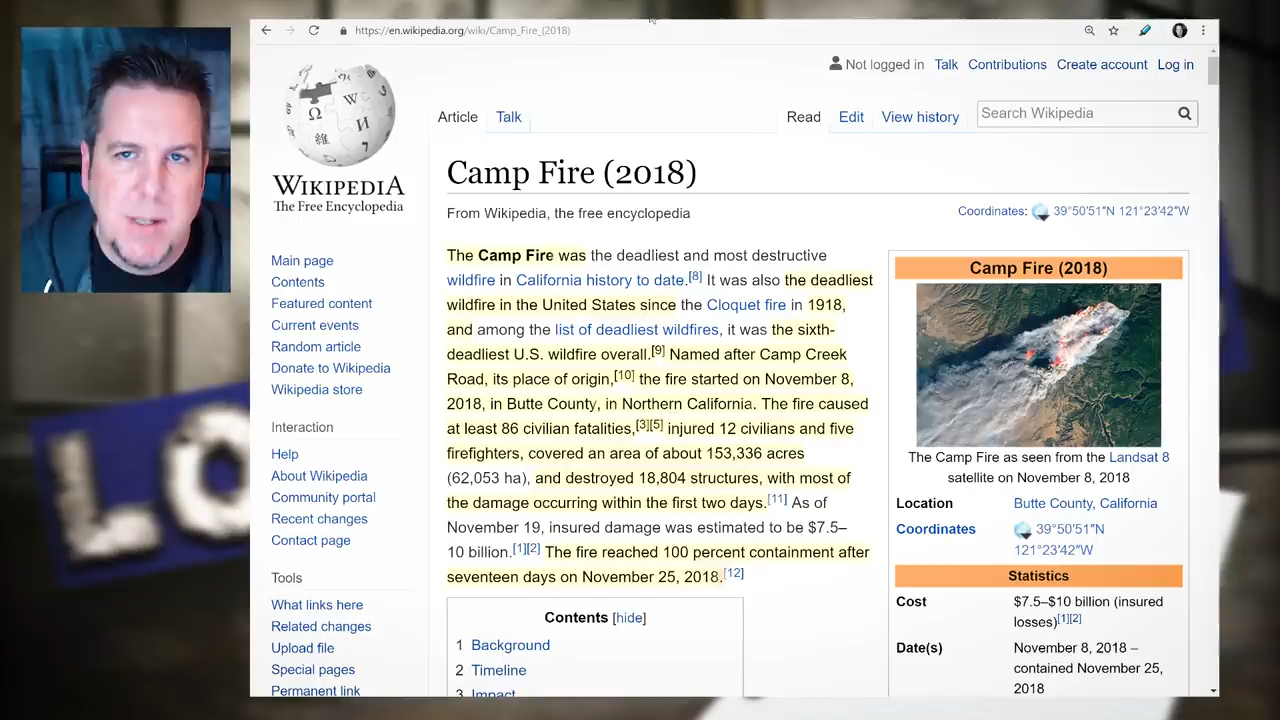 https://en.wikipedia.org/wiki/Camp_Fire_(2018)
Not logged in Talk Contributions Create account Log in
Article Talk Read Edit View history Search Wikipedia
WIKIPEDIA
The Free Encyclopedia
Main page
Contents
Featured content
Current events
Random article
Donate to Wikipedia
Wikipedia store
Interaction
Help
About Wikipedia
Community portal
Recent changes
Contact page
Tools
What links here
Related changes
Upload file
Special pages
Permanent link
Camp Fire (2018)
From Wikipedia, the free encyclopedia
Coordinates: 39°50′51″N 121°23′42″W
The Camp Fire was the deadliest and most destructive
wildfire in California history to date.[8] It was also the deadliest
wildfire in the United States since the Cloquet fire in 1918,
and among the list of deadliest wildfires, it was the sixth-
deadliest U.S. wildfire overall.[9] Named after Camp Creek
Road, its place of origin,[10] the fire started on November 8,
2018, in Butte County, in Northern California. The fire caused
at least 86 civilian fatalities,[3][5] injured 12 civilians and five
firefighters, covered an area of about 153,336 acres
(62,053 ha), and destroyed 18,804 structures, with most of
the damage occurring within the first two days.[11] As of
November 19, insured damage was estimated to be $7.5–
10 billion.[1][2] The fire reached 100 percent containment after
seventeen days on November 25, 2018.[12]
Contents [hide]
1 Background
2 Timeline
3 Impact
Camp Fire (2018)
The Camp Fire as seen from the Landsat 8
satellite on November 8, 2018
Location Butte County, California
Coordinates 39°50′51″N
121°23′42″W
Statistics
Cost $7.5–$10 billion (insured
losses)[1][2]
Date(s) November 8, 2018 –
contained November 25,
2018
LO